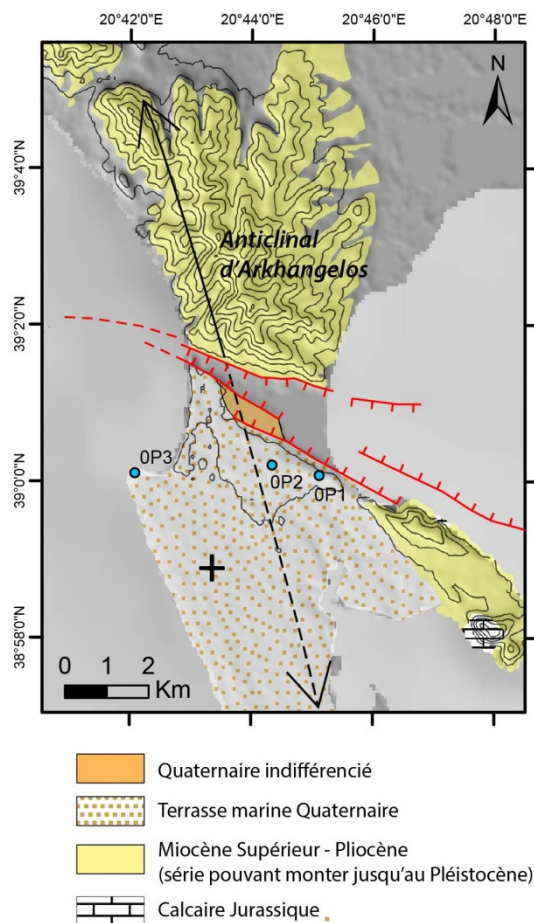 20°42'0"E
20°44'0"E
20°46'0"E
20°48'0"E
N
39°4'0"N
Anticlinal
d'Arkhangelos
39°2'0"N
0P3
0P2
0P1
39°0'0"N
38°58'0"N
0 1 2
Km
Quaternaire indifférencié
Terrasse marine Quaternaire
Miocène Supérieur - Pliocène
(série pouvant monter jusqu'au Pléistocène)
Calcaire Jurassique